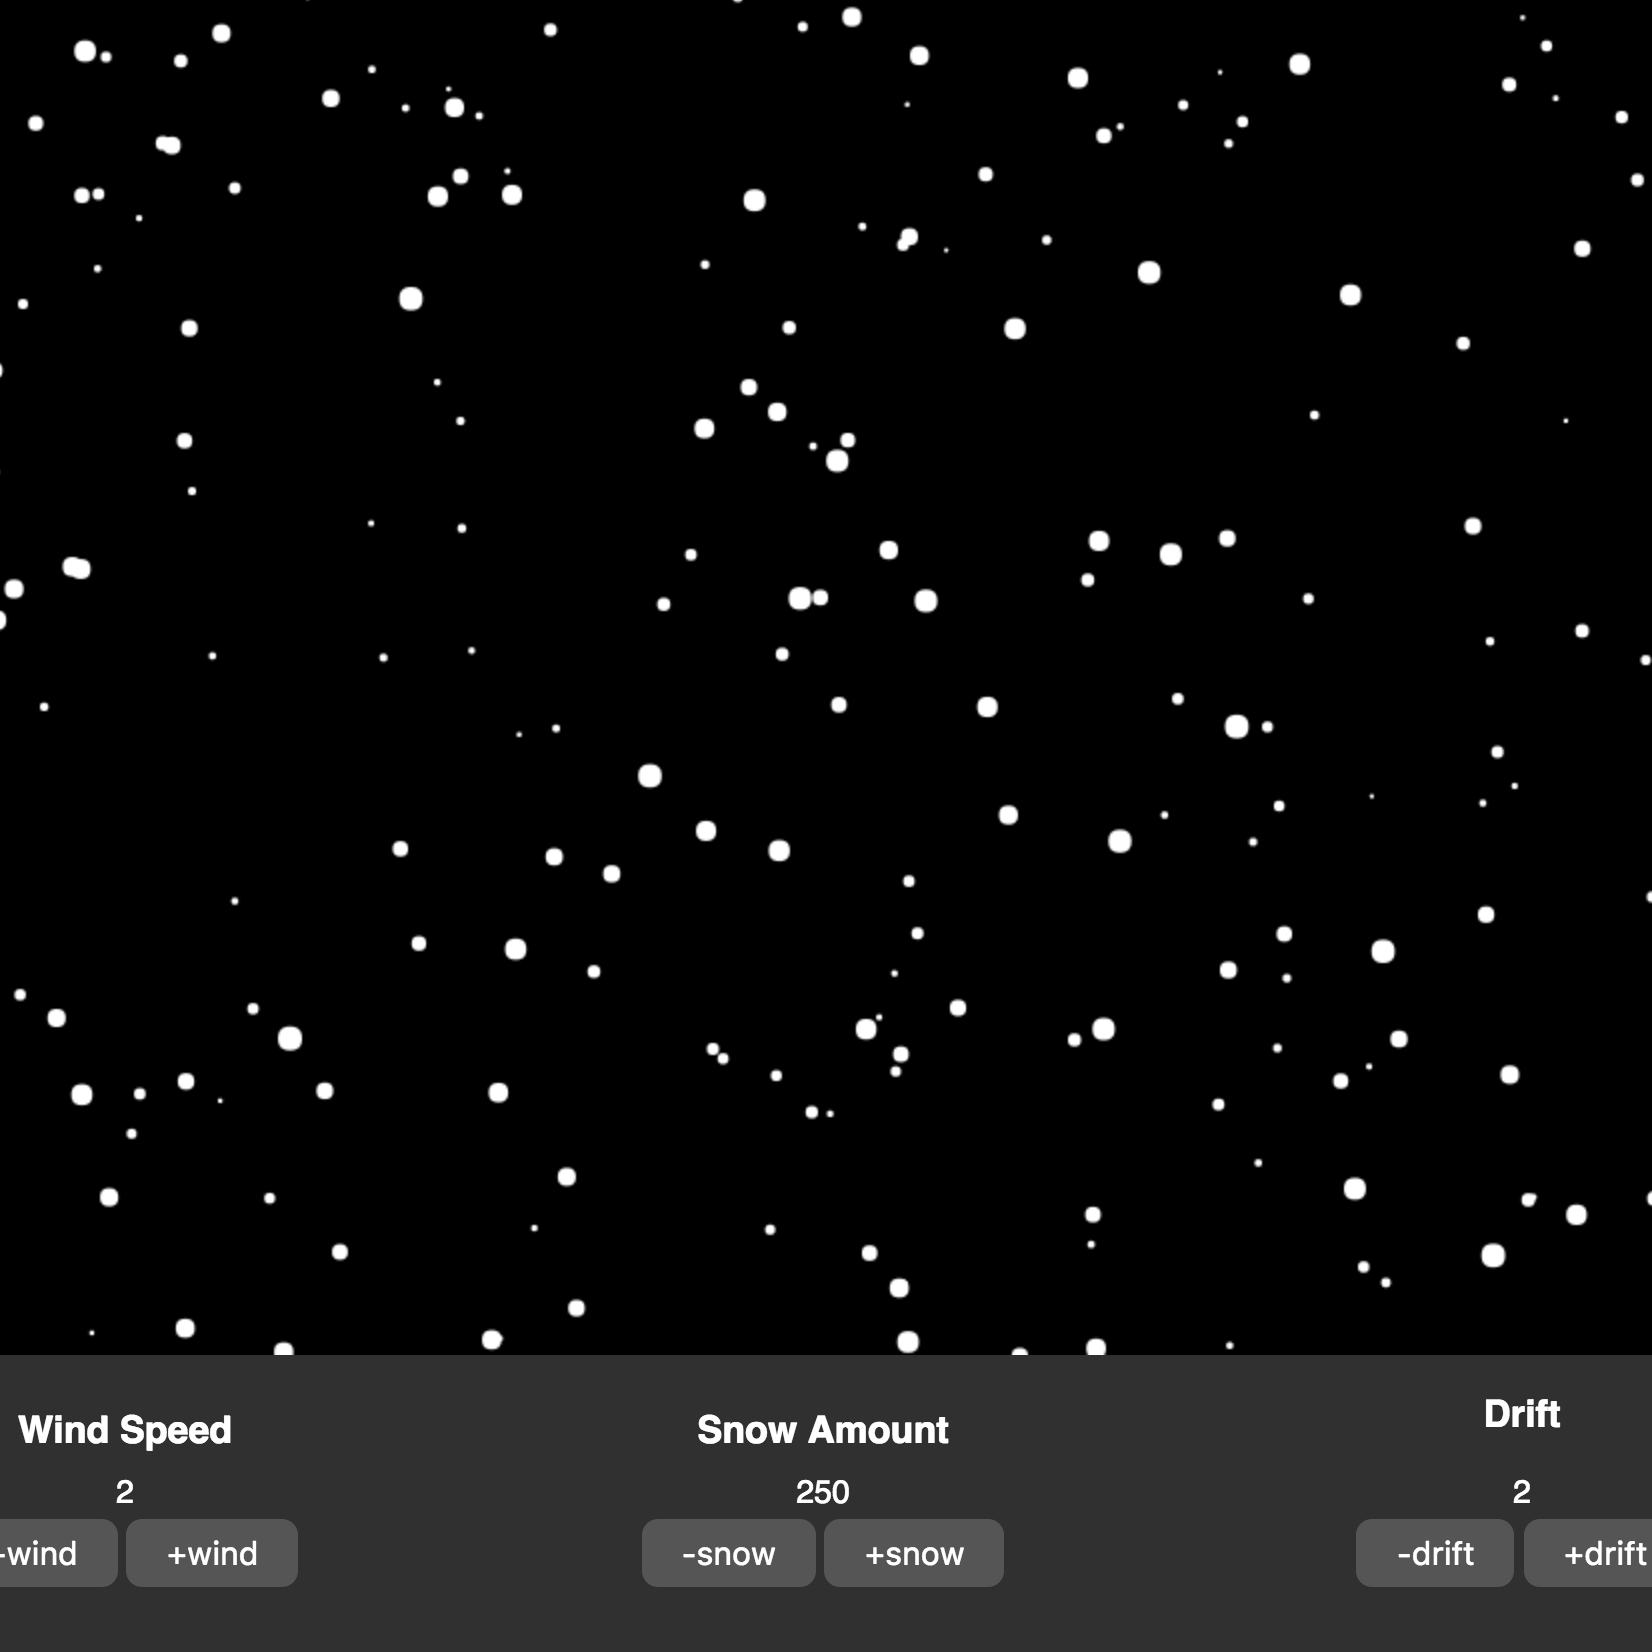 Wind Speed
2
-wind
+wind
Snow Amount
250
-snow
+snow
Drift
2
-drift
+drift